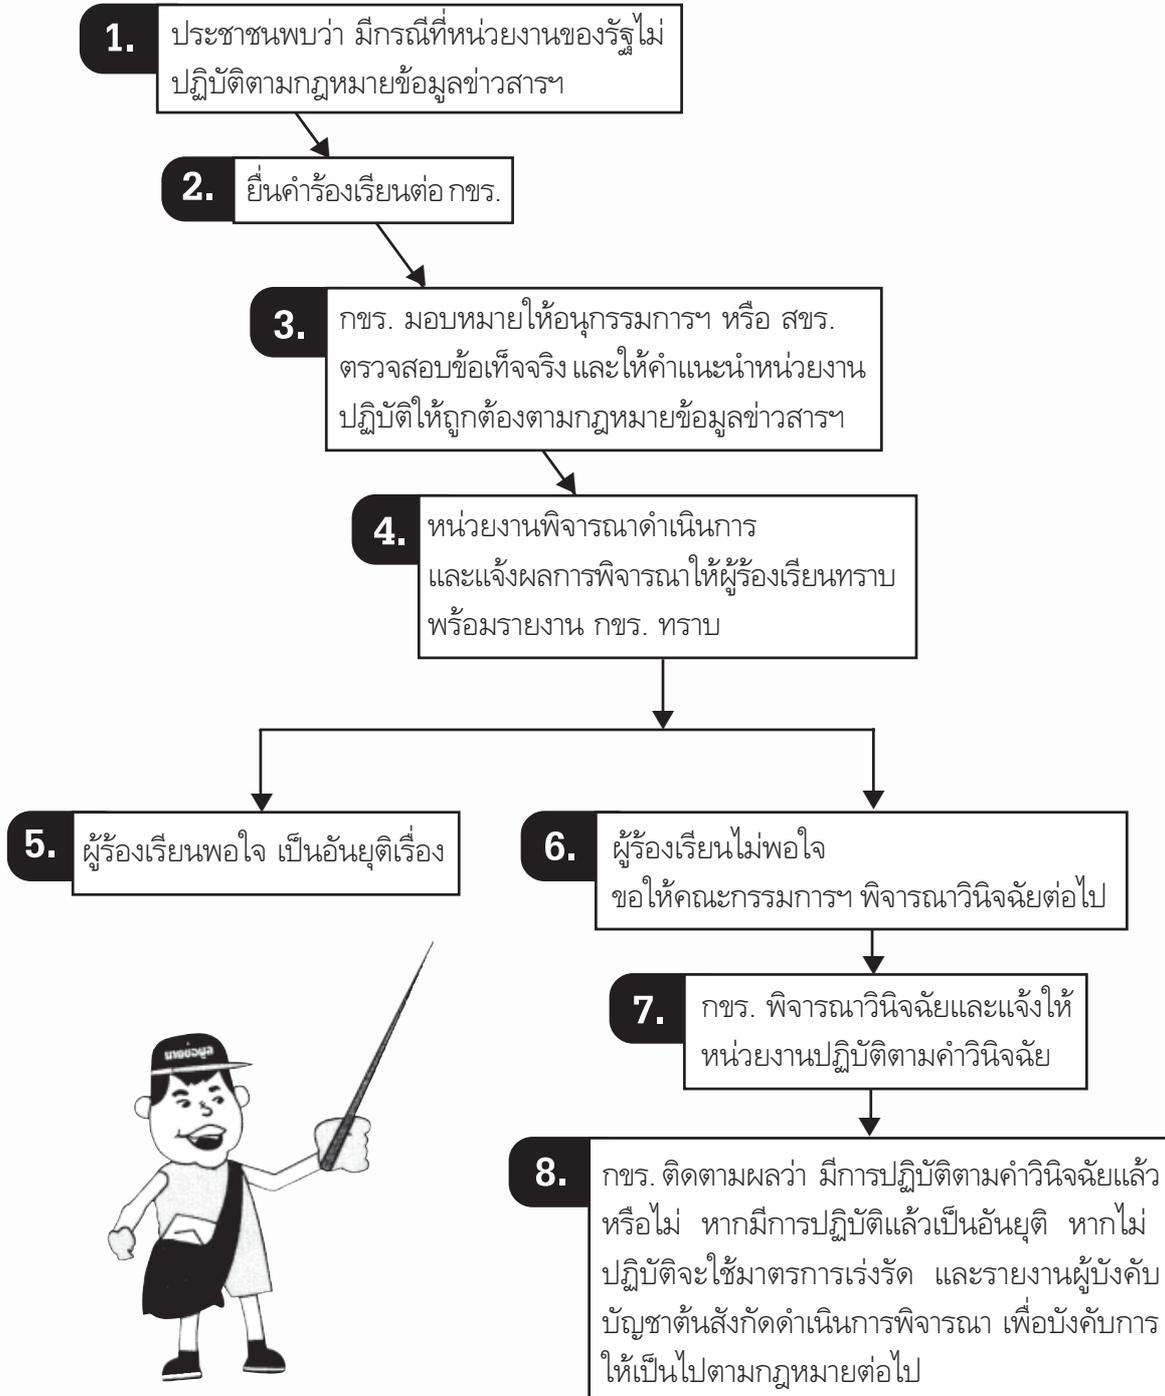 1. ประชาชนพบว่า มีกรณีที่หน่วยงานของรัฐไม่
ปฏิบัติตามกฎหมายข้อมูลข่าวสารฯ
2. ยื่นคำร้องเรียนต่อ กขร.
3. กขร. มอบหมายให้อนุกรรมการฯ หรือ สขร.
ตรวจสอบข้อเท็จจริง และให้คำแนะนำหน่วยงาน
ปฏิบัติให้ถูกต้องตามกฎหมายข้อมูลข่าวสารฯ
4. หน่วยงานพิจารณาดำเนินการ
และแจ้งผลการพิจารณาให้ผู้ร้องเรียนทราบ
พร้อมรายงาน กขร. ทราบ
5. ผู้ร้องเรียนพอใจ เป็นอันยุติเรื่อง
6. ผู้ร้องเรียนไม่พอใจ
ขอให้คณะกรรมการฯ พิจารณาวินิจฉัยต่อไป
7. กขร. พิจารณาวินิจฉัยและแจ้งให้
หน่วยงานปฏิบัติตามคำวินิจฉัย
นายข้อมูล
8. กขร. ติดตามผลว่า มีการปฏิบัติตามคำวินิจฉัยแล้ว
หรือไม่ หากมีการปฏิบัติแล้วเป็นอันยุติ หากไม่
ปฏิบัติจะใช้มาตรการเร่งรัด และรายงานผู้บังคับ
บัญชาต้นสังกัดดำเนินการพิจารณา เพื่อบังคับการ
ให้เป็นไปตามกฎหมายต่อไป